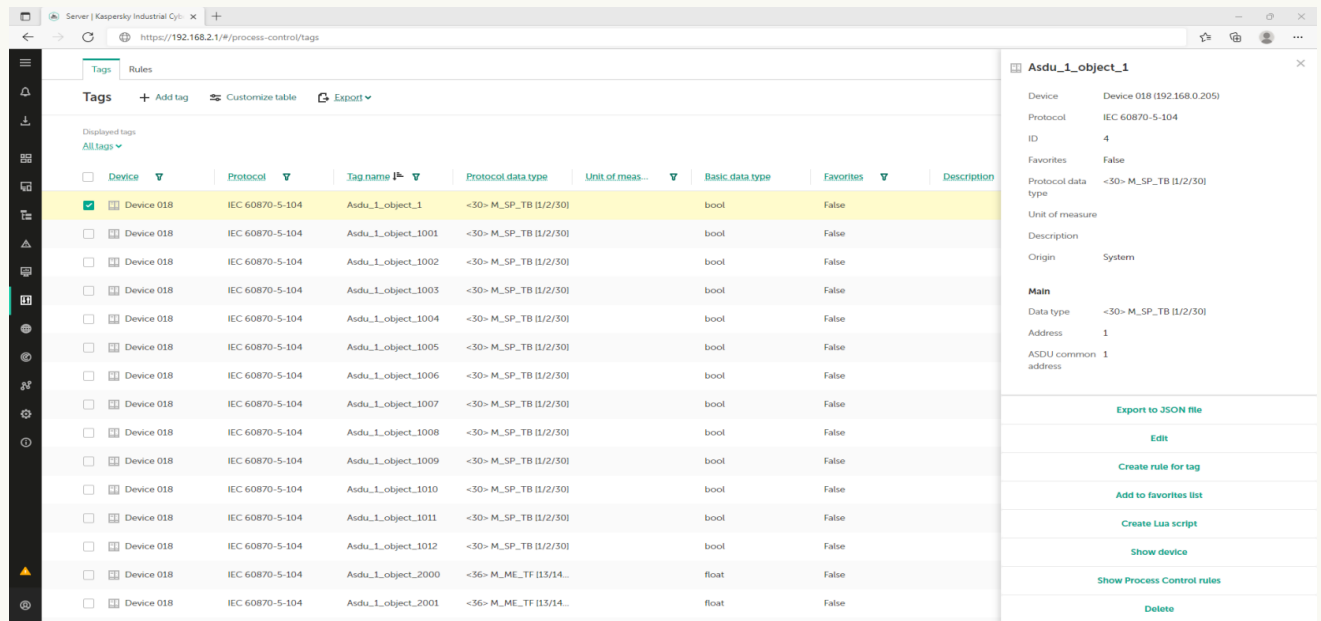 Server | Kaspersky Industrial Cyb
https://192.168.2.1/#/process-control/tags
Tags Rules
Tags + Add tag Customize table Export
Displayed tags
All tags
Device Protocol Tag name Protocol data type Unit of meas... Basic data type Favorites Description
Device 018 IEC 60870-5-104 Asdu_1_object_1 <30> M_SP_TB [1/2/30] bool False
Device 018 IEC 60870-5-104 Asdu_1_object_1001 <30> M_SP_TB [1/2/30] bool False
Device 018 IEC 60870-5-104 Asdu_1_object_1002 <30> M_SP_TB [1/2/30] bool False
Device 018 IEC 60870-5-104 Asdu_1_object_1003 <30> M_SP_TB [1/2/30] bool False
Device 018 IEC 60870-5-104 Asdu_1_object_1004 <30> M_SP_TB [1/2/30] bool False
Device 018 IEC 60870-5-104 Asdu_1_object_1005 <30> M_SP_TB [1/2/30] bool False
Device 018 IEC 60870-5-104 Asdu_1_object_1006 <30> M_SP_TB [1/2/30] bool False
Device 018 IEC 60870-5-104 Asdu_1_object_1007 <30> M_SP_TB [1/2/30] bool False
Device 018 IEC 60870-5-104 Asdu_1_object_1008 <30> M_SP_TB [1/2/30] bool False
Device 018 IEC 60870-5-104 Asdu_1_object_1009 <30> M_SP_TB [1/2/30] bool False
Device 018 IEC 60870-5-104 Asdu_1_object_1010 <30> M_SP_TB [1/2/30] bool False
Device 018 IEC 60870-5-104 Asdu_1_object_1011 <30> M_SP_TB [1/2/30] bool False
Device 018 IEC 60870-5-104 Asdu_1_object_1012 <30> M_SP_TB [1/2/30] bool False
Device 018 IEC 60870-5-104 Asdu_1_object_2000 <36> M_ME_TF [13/14... float False
Device 018 IEC 60870-5-104 Asdu_1_object_2001 <36> M_ME_TF [13/14... float False
Asdu_1_object_1
Device Device 018 (192.168.0.205)
Protocol IEC 60870-5-104
ID 4
Favorites False
Protocol data <30> M_SP_TB [1/2/30]
type
Unit of measure
Description
Origin System
Main
Data type <30> M_SP_TB [1/2/30]
Address 1
ASDU common 1
address
Export to JSON file
Edit
Create rule for tag
Add to favorites list
Create Lua script
Show device
Show Process Control rules
Delete